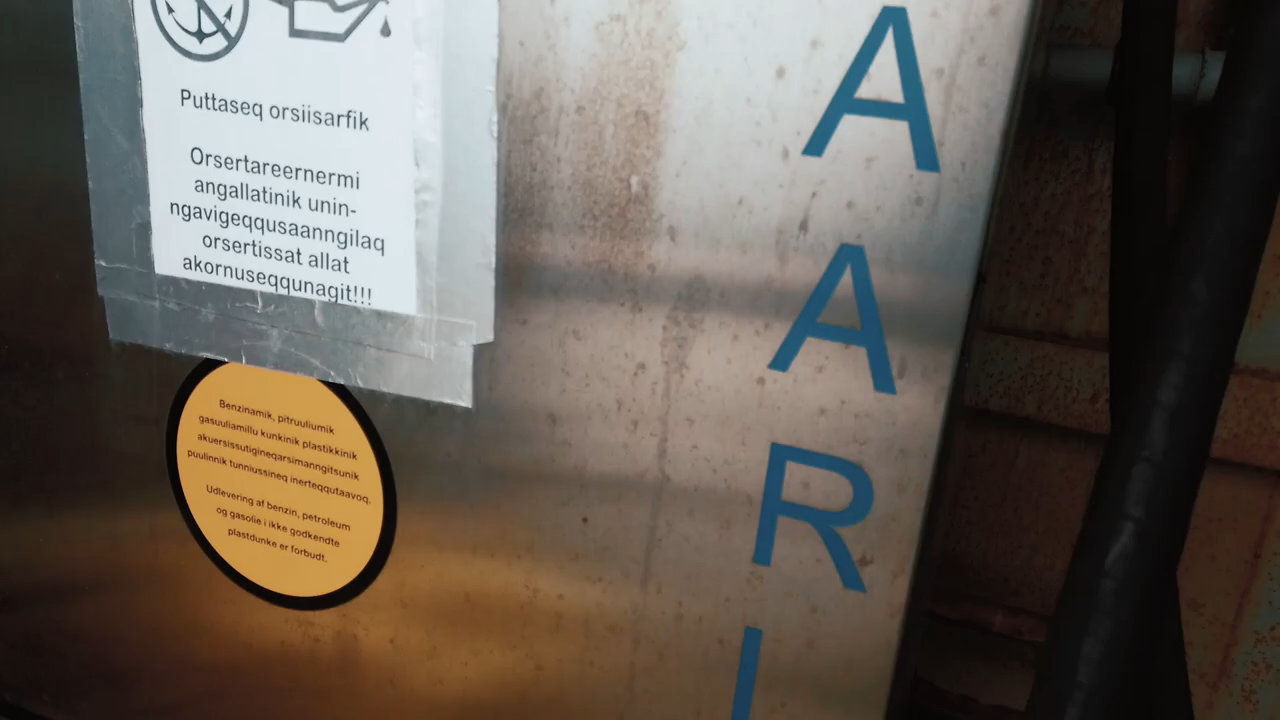 Puttaseq orsiisarfik
Orsertareernermi
angallatinik unin-
ngavigeqqusaanngilaq
orsertissat allat
akornuseqqunagit!!!
Benzinamik, pitruuliumik
gasuuliamillu kunkinik plastikkinik
akuersissutigineqarsimanngitsunik
puulinnik tunniussineq inerteqqutaavoq.
Udlevering af benzin, petroleum
og gasolie i ikke godkendte
plastdunke er forbudt.
A
A
R
I